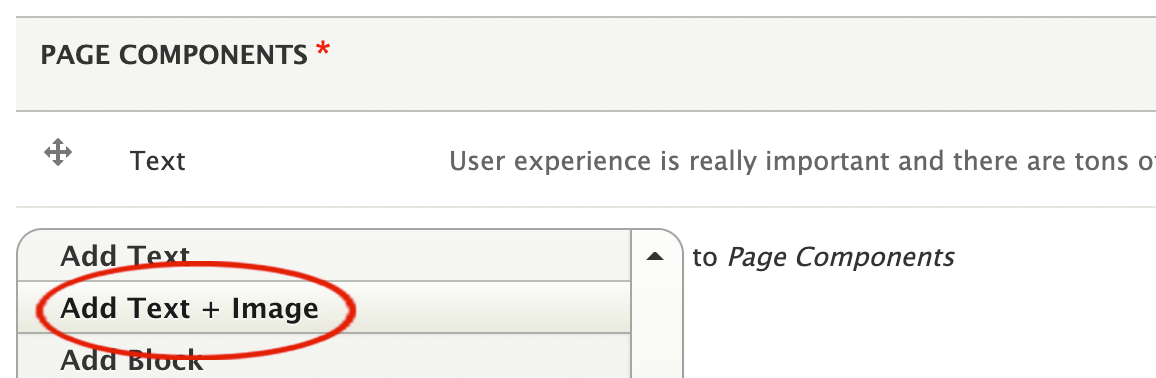 PAGE COMPONENTS *
Text User experience is really important and there are tons of
Add Text to Page Components
Add Text + Image
Add Block